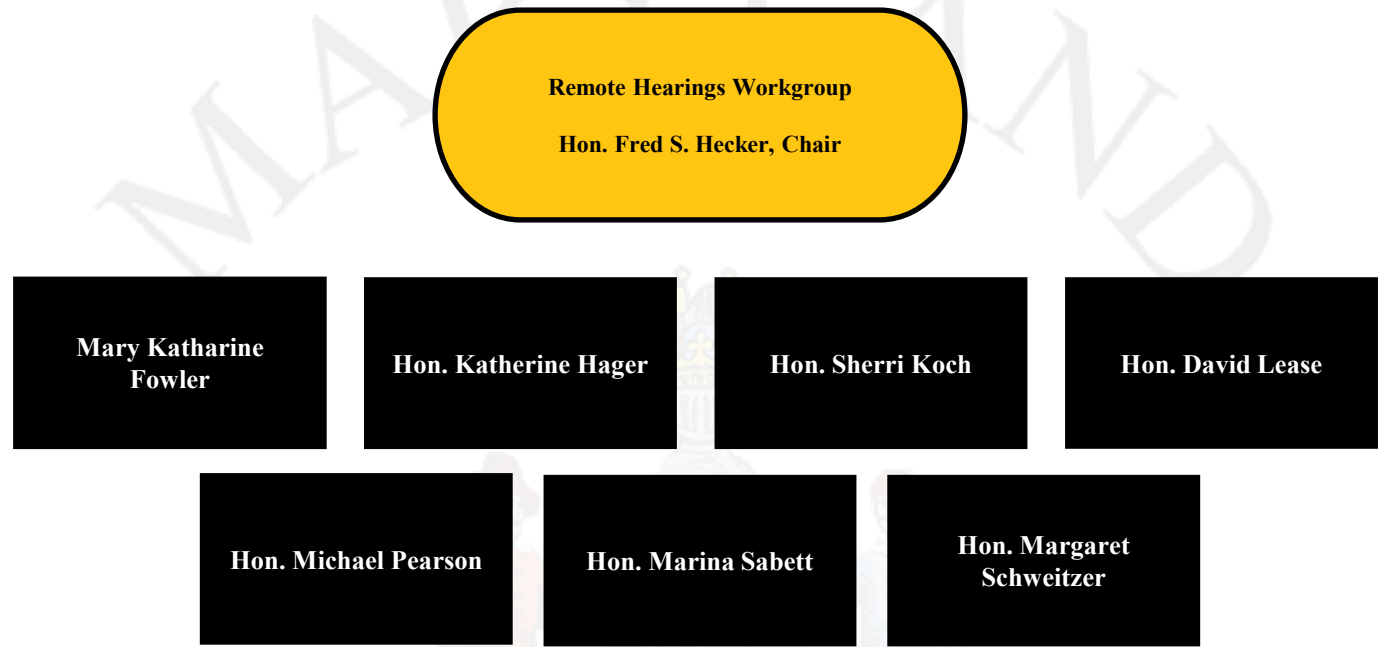 MARYLAND
Remote Hearings Workgroup
Hon. Fred S. Hecker, Chair
Mary Katharine
Fowler
Hon. Katherine Hager
Hon. Sherri Koch
Hon. David Lease
Hon. Michael Pearson
Hon. Marina Sabett
Hon. Margaret
Schweitzer